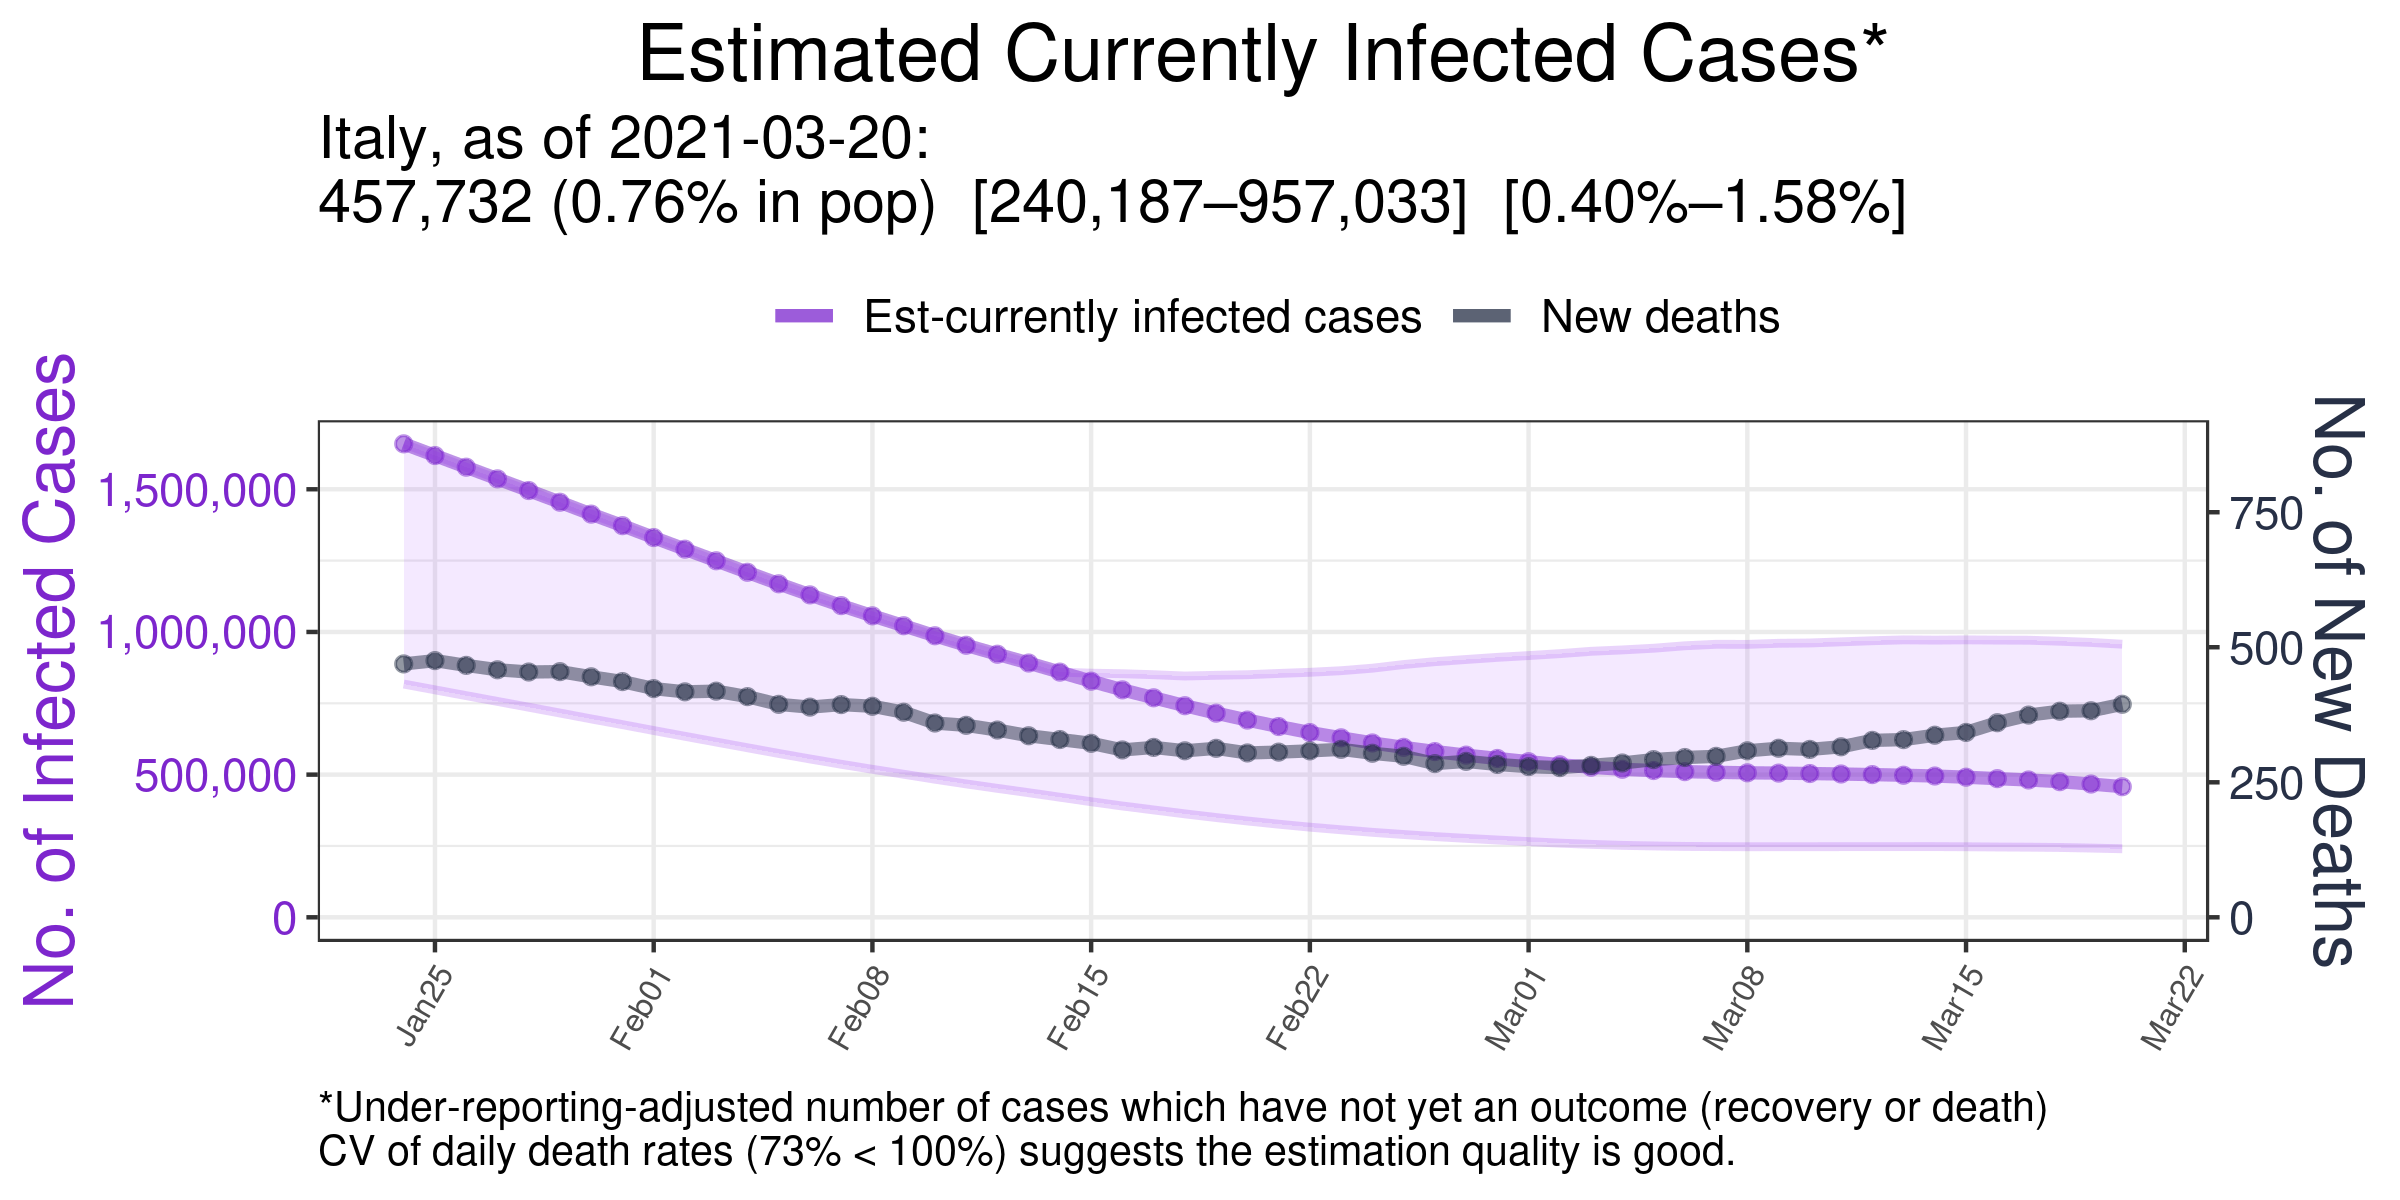 Estimated Currently Infected Cases*
Italy, as of 2021-03-20:
457,732 (0.76% in pop) [240,187–957,033] [0.40%–1.58%]
Est-currently infected cases
New deaths
No. of Infected Cases
1,500,000
1,000,000
500,000
0
No. of New Deaths
750
500
250
0
Jan25
Feb01
Feb08
Feb15
Feb22
Mar01
Mar08
Mar15
Mar22
*Under-reporting-adjusted number of cases which have not yet an outcome (recovery or death)
CV of daily death rates (73% < 100%) suggests the estimation quality is good.